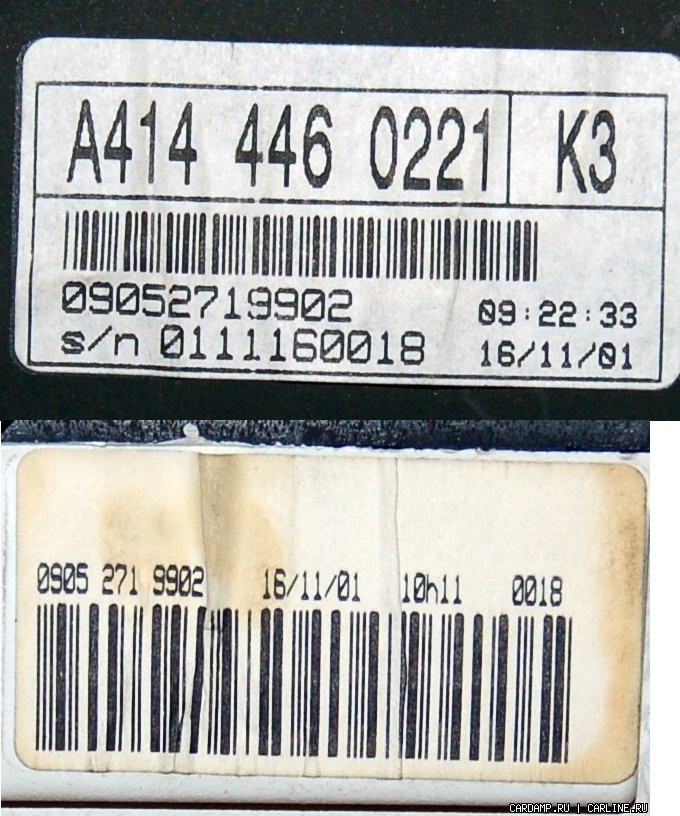 A414 446 0221 K3
09052719902 09:22:33
s/n 0111160018 16/11/01
0905 271 9902 16/11/01 10h11 0018
CARDAMP.RU | CARLINE.RU